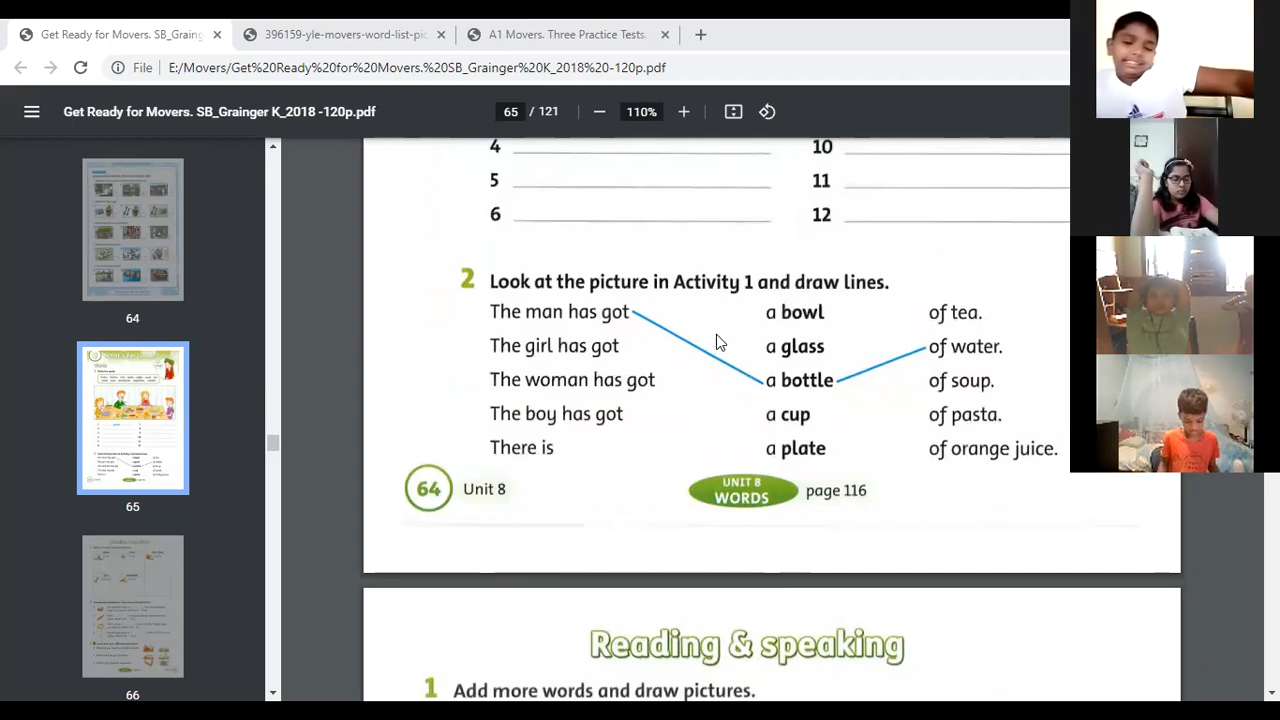 Get Ready for Movers. SB_Graing
396159-yle-movers-word-list-pic
A1 Movers. Three Practice Tests.
File
E:/Movers/Get%20Ready%20for%20Movers
S_Grainger%20K_2018%20-120p.pdf
Get Ready for Movers. SB_Grainger K_2018 -120p.pdf
65 / 121
110%
4
10
5
11
6
12
2 Look at the picture in Activity 1 and draw lines.
The man has got a bowl of tea.
The girl has got a glass of water.
The woman has got a bottle of soup.
The boy has got a cup of pasta.
There is a plate of orange juice.
64 Unit 8
UNIT 8
WORDS
page 116
Reading & speaking
1 Add more words and draw pictures.
64
65
66